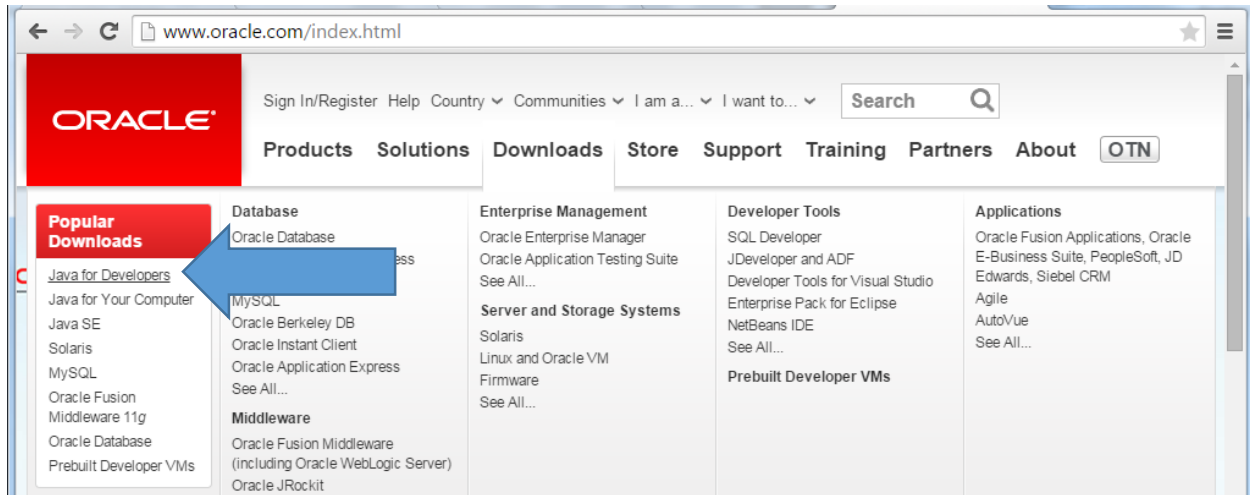 www.oracle.com/index.html
ORACLE
Sign In/Register Help Country Communities I am a... I want to... Search
Products Solutions Downloads Store Support Training Partners About OTN
Popular
Downloads
Java for Developers
Java for Your Computer
Java SE
Solaris
MySQL
Oracle Fusion
Middleware 11g
Oracle Database
Prebuilt Developer VMs
Database
Oracle Database
MySQL
Oracle Berkeley DB
Oracle Instant Client
Oracle Application Express
See All...
Middleware
Oracle Fusion Middleware
(including Oracle WebLogic Server)
Oracle JRockit
Enterprise Management
Oracle Enterprise Manager
Oracle Application Testing Suite
See All...
Server and Storage Systems
Solaris
Linux and Oracle VM
Firmware
See All...
Developer Tools
SQL Developer
JDeveloper and ADF
Developer Tools for Visual Studio
Enterprise Pack for Eclipse
NetBeans IDE
See All...
Prebuilt Developer VMs
Applications
Oracle Fusion Applications, Oracle
E-Business Suite, PeopleSoft, JD
Edwards, Siebel CRM
Agile
AutoVue
See All...